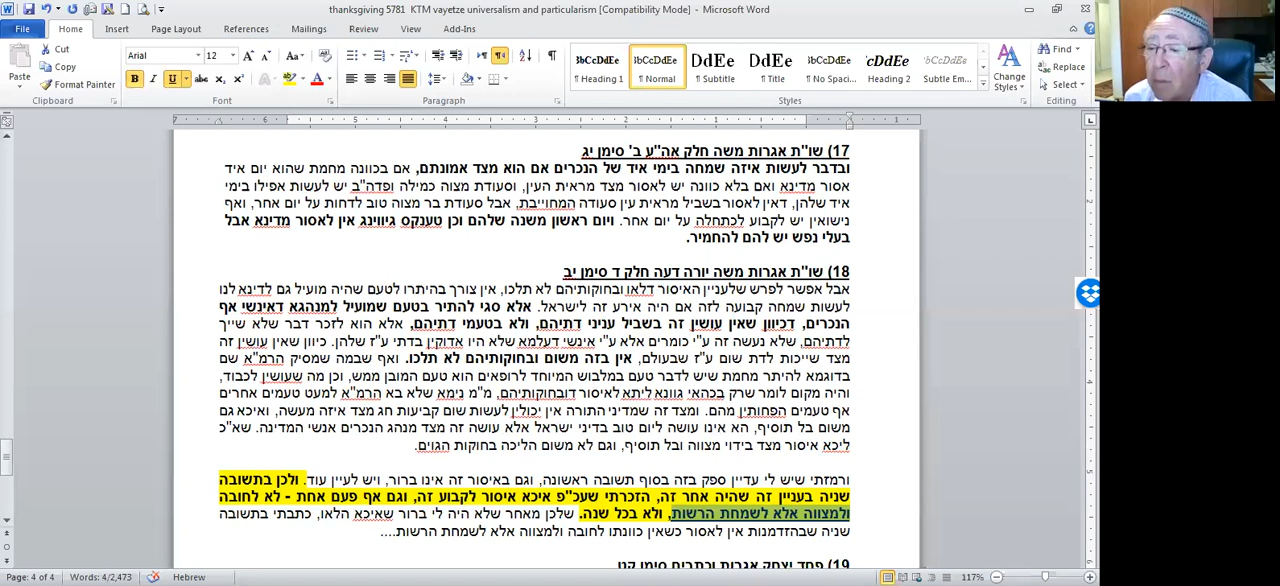 thanksgiving 5781 KTM vayetze universalism and particularism [Compatibility Mode] - Microsoft Word
File Home Insert Page Layout References Mailings Review View Add-Ins
Cut
Copy
Format Painter
Paste
Clipboard
Arial 12
Font
Paragraph
AaBbCcDc AaBbCcDc AaBbCcDc
Heading 1 Normal Subtitle Title No Spaci... Heading 2 Subtle Em...
Change Styles
Styles
Find
Replace
Select
Editing
17) שו"ת אגרות משה חלק אה"ע ב' סימן יג
ובדבר לעשות איזה שמחה בימי איד של הנכרים אם הוא מצד אמונתם, אם בכוונה מחמת שהוא יום איד
אסור מדינא ואם בלא כוונה יש לאסור מצד מראית העין, וסעודת מצוה כמילה ופדה"ב יש לעשות אפילו בימי
איד שלהן, דאין לאסור בשביל מראית עין סעודה המחוייבת, אבל סעודת בר מצוה טוב לדחות על יום אחר, ואף
נישואין יש לקבוע לכתחלה על יום אחר. ויום ראשון משנה שלהם וכן טענקס גיווינג אין לאסור מדינא אבל
בעלי נפש יש להם להחמיר.
18) שו"ת אגרות משה יורה דעה חלק ד סימן יב
אבל אפשר לפרש שלעניין האיסור דלאו ובחוקותיהם לא תלכו, אין צורך בהיתרו לטעם שהיה מועיל גם לדינא לנו
לעשות שמחה קבועה לזה אם היה אירע זה לישראל. אלא סגי להתיר בטעם שמועיל למנהגא דאינשי אף
הנכרים, דכיוון שאין עושין זה בשביל עניני דתיהם, ולא בטעמי דתיהם, אלא הוא לזכר דבר שלא שייך
לדתיהם, שלא נעשה זה ע"י כומרים אלא ע"י אינשי דעלמא שלא היו אדוקין בדתי ע"ז שלהן. כיוון שאין עושין זה
מצד שייכות לדת שום ע"ז שבעולם, אין בזה משום ובחוקותיהם לא תלכו. ואף שבמה שמסיק הרמ"א שם
בדוגמא להיתר מחמת שיש לדבר טעם במלבוש המיוחד לרופאים הוא טעם המובן ממש, וכן מה שעושין לכבוד,
והיה מקום לומר שרק בכהאי גוונא ליתא לאיסור דובחוקותיהם, מ"מ נימא שלא בא הרמ"א למעט טעמים אחרים
אף טעמים הפחותין מהם. ומצד זה שמדיני התורה אין יכולין לעשות שום קביעות חג מצד איזה מעשה, ואיכא גם
משום בל תוסיף, הא אינו עושה ליום טוב בדיני ישראל אלא עושה זה מצד מנהג הנכרים אנשי המדינה. שא"כ
ליכא איסור מצד בידוי מצווה ובל תוסיף, וגם לא משום הליכה בחוקות הגוים.
ורמזתי שיש לי עדיין ספק בזה בסוף תשובה ראשונה, וגם באיסור זה אינו ברור, ויש לעיין עוד. ולכן בתשובה
שניה בעניין זה שהיה אחר זה, הזכרתי שעכ"פ איכא איסור לקבוע זה, וגם אף פעם אחת - לא לחובה
ולמצווה אלא לשמחת הרשות, ולא בכל שנה. שלכן מאחר שלא היה לי ברור שאיכא הלאו, כתבתי בתשובה
שניה שבהזדמנות אין לאסור כשאין כוונתו לחובה ולמצווה אלא לשמחת הרשות....
19) פחד יצחק אגרות וכתבים סימן קט
Page: 4 of 4 Words: 4/2,473 Hebrew 117%